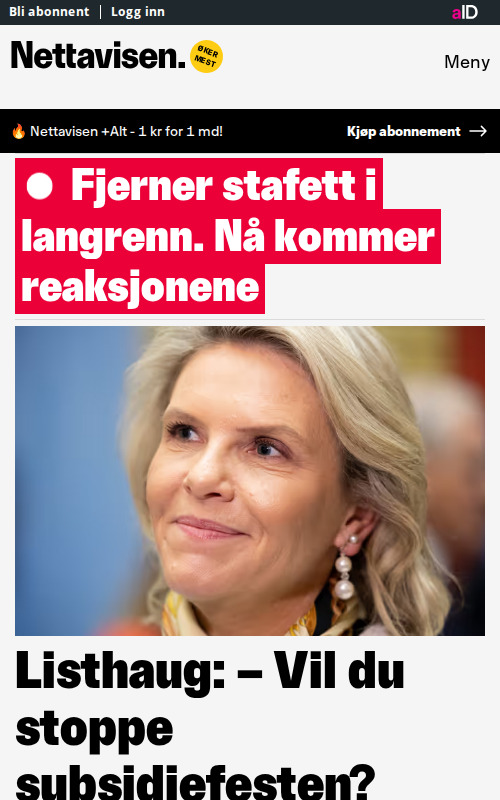 Bli abonnent | Logg inn
aID
Nettavisen.
ØKER
MEST
Meny
Nettavisen +Alt - 1 kr for 1 md!
Kjøp abonnement
Fjerner stafett i
langrenn. Nå kommer
reaksjonene
Listhaug: – Vil du
stoppe
subsidiefesten?